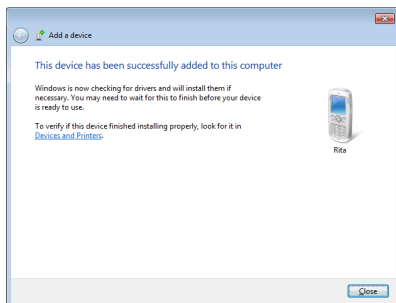 Add a device
This device has been successfully added to this computer
Windows is now checking for drivers and will install them if
necessary. You may need to wait for this to finish before your device
is ready to use.
To verify if this device finished installing properly, look for it in
Devices and Printers.
Rita
Close